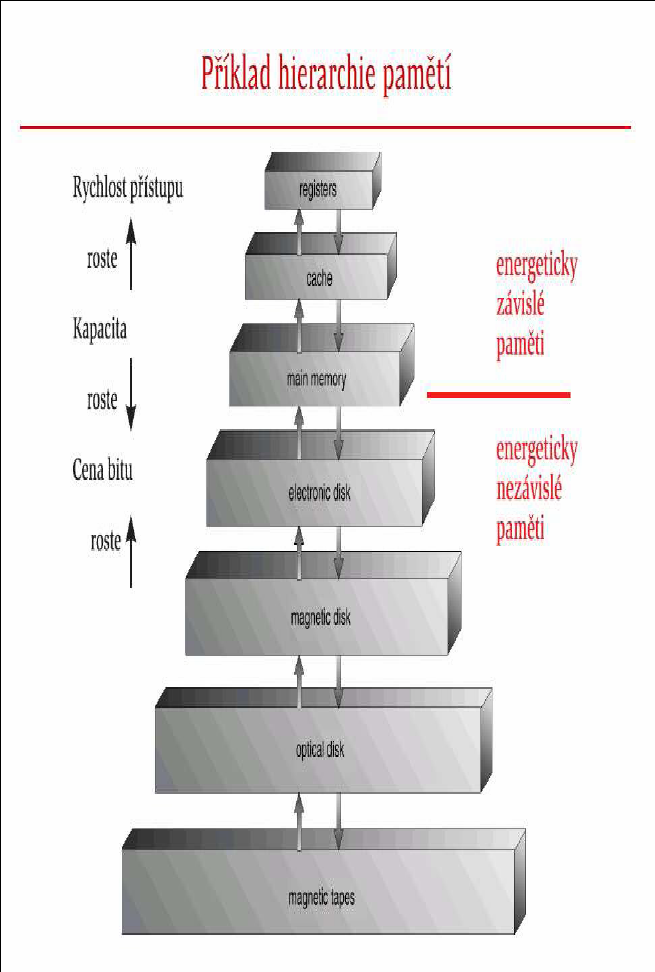 Příklad hierarchie pamětí
Rychlost přístupu
roste
Kapacita
roste
Cena bitu
roste
registers
cache
main memory
electronic disk
magnetic disk
optical disk
magnetic tapes
energeticky
závislé
paměti
energeticky
nezávislé
paměti